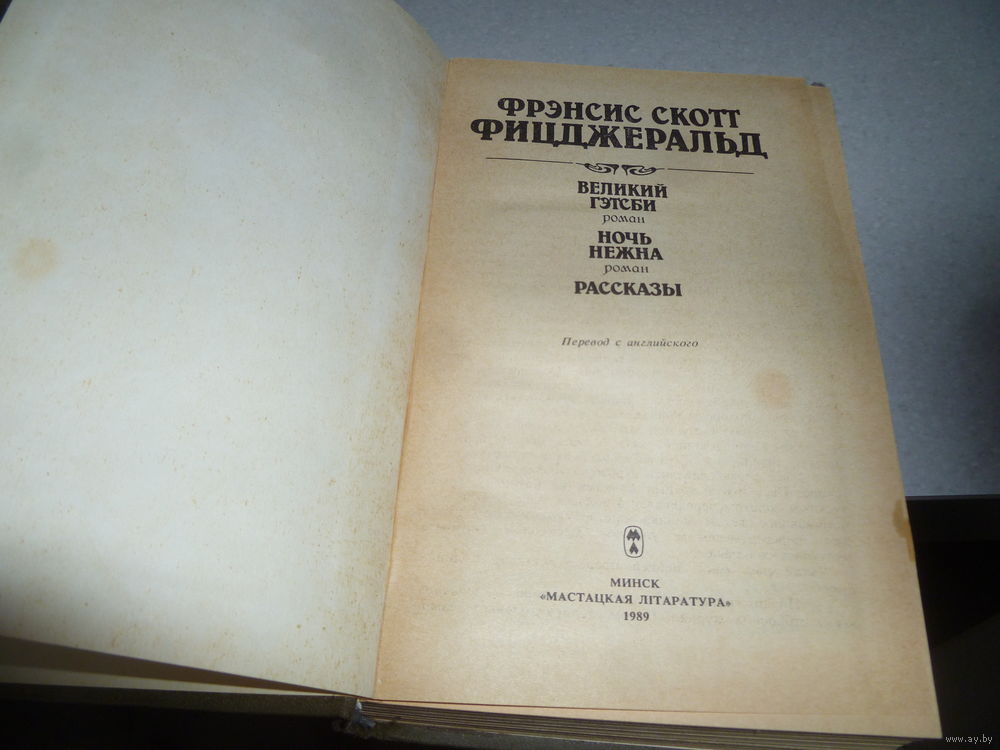 ФРЭНСИС СКОТТ
ФИЦДЖЕРАЛЬД
ВЕЛИКИЙ
ГЭТСБИ
роман
НОЧЬ
НЕЖНА
роман
РАССКАЗЫ
Перевод с английского
МИНСК
«МАСТАЦКАЯ ЛІТАРАТУРА»
1989
www.ay.by